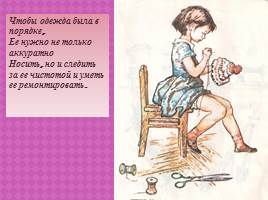 Чтобы одежда была в
порядке,
Ее нужно не только
аккуратно
Носить, но и следить
за ее чистотой и уметь
ее ремонтировать.